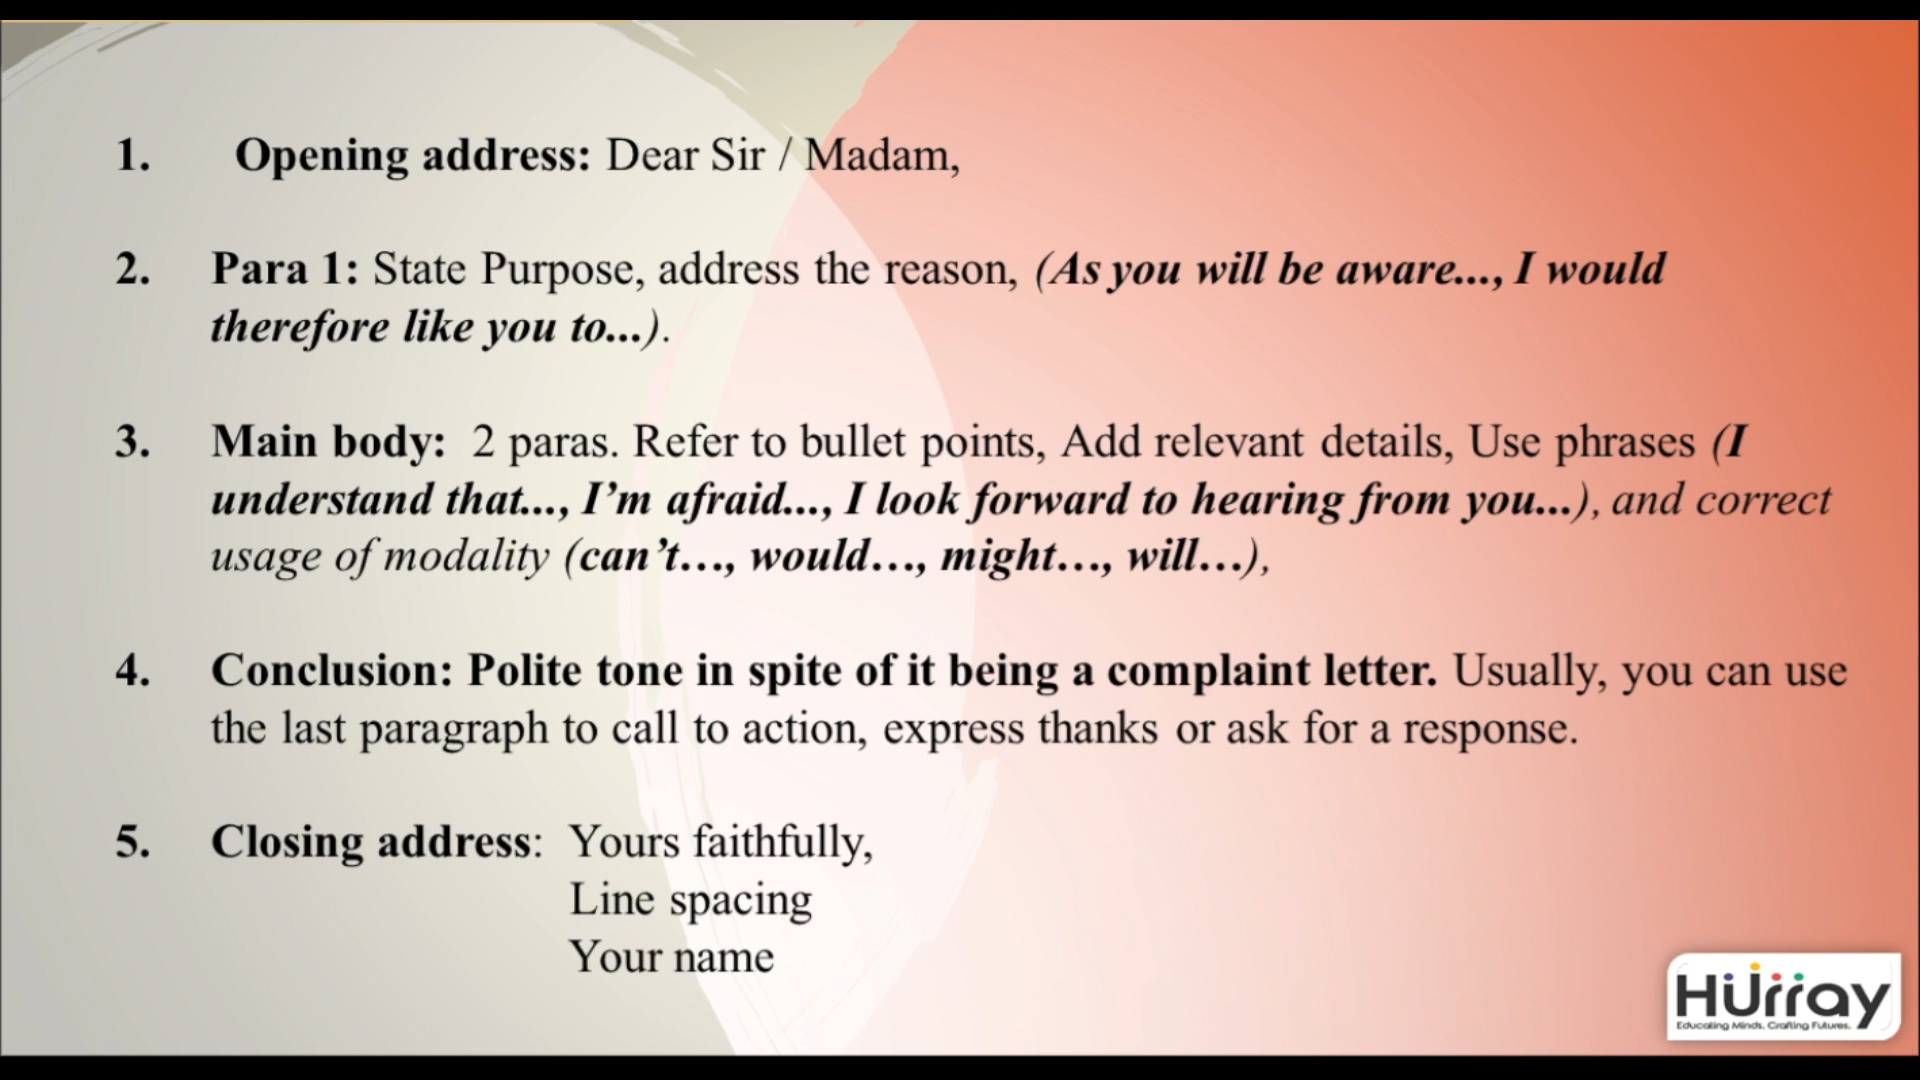 1. Opening address: Dear Sir / Madam,
2. Para 1: State Purpose, address the reason, (As you will be aware..., I would
therefore like you to...).
3. Main body: 2 paras. Refer to bullet points, Add relevant details, Use phrases (I
understand that..., I'm afraid..., I look forward to hearing from you...), and correct
usage of modality (can't…, would…, might…, will…),
4. Conclusion: Polite tone in spite of it being a complaint letter. Usually, you can use
the last paragraph to call to action, express thanks or ask for a response.
5. Closing address: Yours faithfully,
Line spacing
Your name
Hurray
Educating Minds. Crafting Futures.